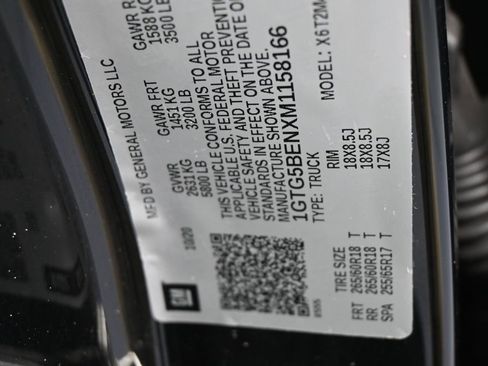 MFD BY GENERAL MOTORS LLC
10/20
GVWR
2631 KG
5800 LB
GAWR FRT
1451 KG
3200 LB
GAWR R
1588 KG
3500 LB
THIS VEHICLE CONFORMS TO ALL
APPLICABLE U.S. FEDERAL MOTOR
VEHICLE SAFETY AND THEFT PREVENTI
STANDARDS IN EFFECT ON THE DATE O
MANUFACTURE SHOWN ABOVE.
1GTG5BENXM1158166
TYPE: TRUCK
MODEL: X6T2M
GM
TIRE SIZE
RIM
FRT 265/60R18 T 18X8.5J
RR 265/60R18 T 18X8.5J
SPA 255/65R17 T 17X8J